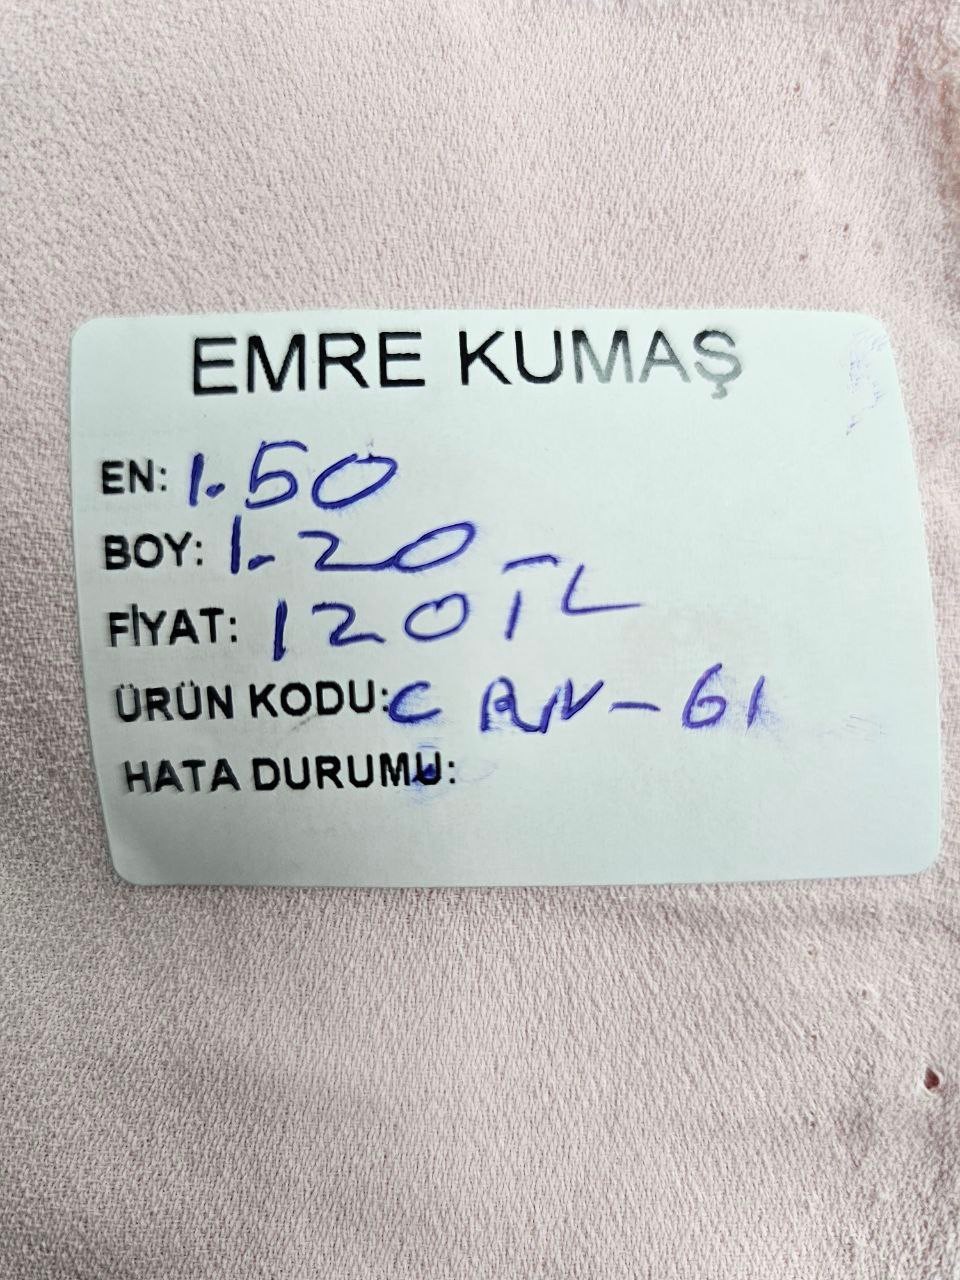 EMRE KUMAŞ
EN: 1.50
BOY: 1.20
FİYAT: 120 TL
ÜRÜN KODU: C RN-61
HATA DURUMU: